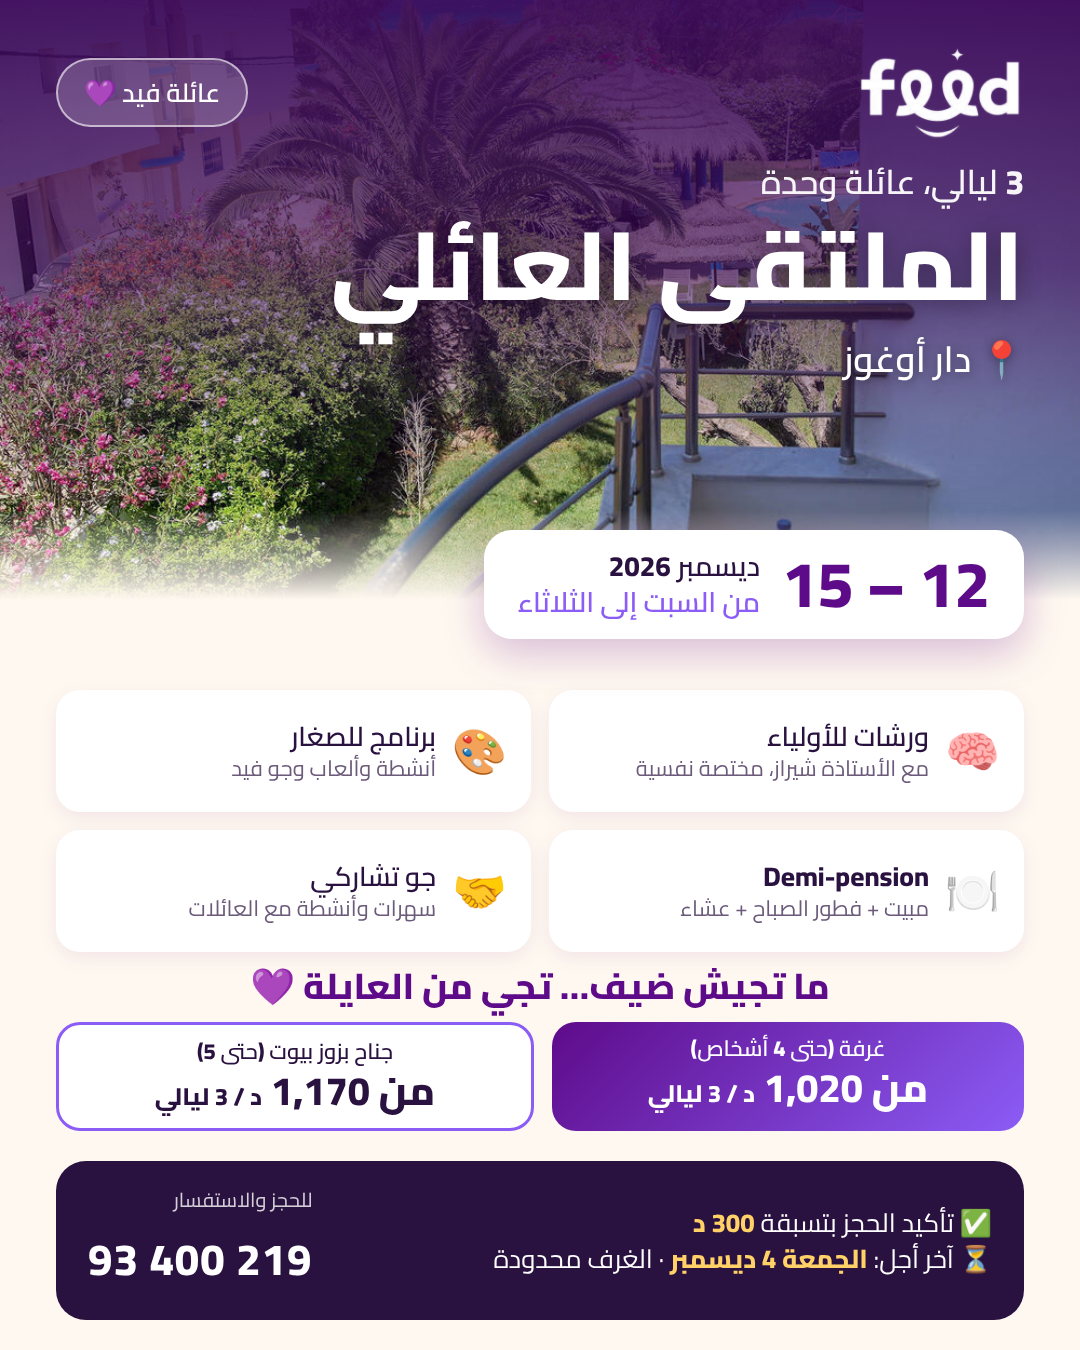 feed
عائلة فيد 💜
3 ليالي، عائلة وحدة
الملتقى العائلي
📍 دار أوغوز
12 – 15
ديسمبر 2026
من السبت إلى الثلاثاء
🧠 ورشات للأولياء
مع الأستاذة شيراز، مختصة نفسية
🎨 برنامج للصغار
أنشطة وألعاب وجو فيد
🍽️ Demi-pension
مبيت + فطور الصباح + عشاء
🤝 جو تشاركي
سهرات وأنشطة مع العائلات
ما تجيش ضيف... تجي من العايلة 💜
غرفة (حتى 4 أشخاص)
من 1,020 د / 3 ليالي
جناح بزوز بيوت (حتى 5)
من 1,170 د / 3 ليالي
✅ تأكيد الحجز بتسبقة 300 د
⏳ آخر أجل: الجمعة 4 ديسمبر · الغرف محدودة
للحجز والاستفسار
93 400 219